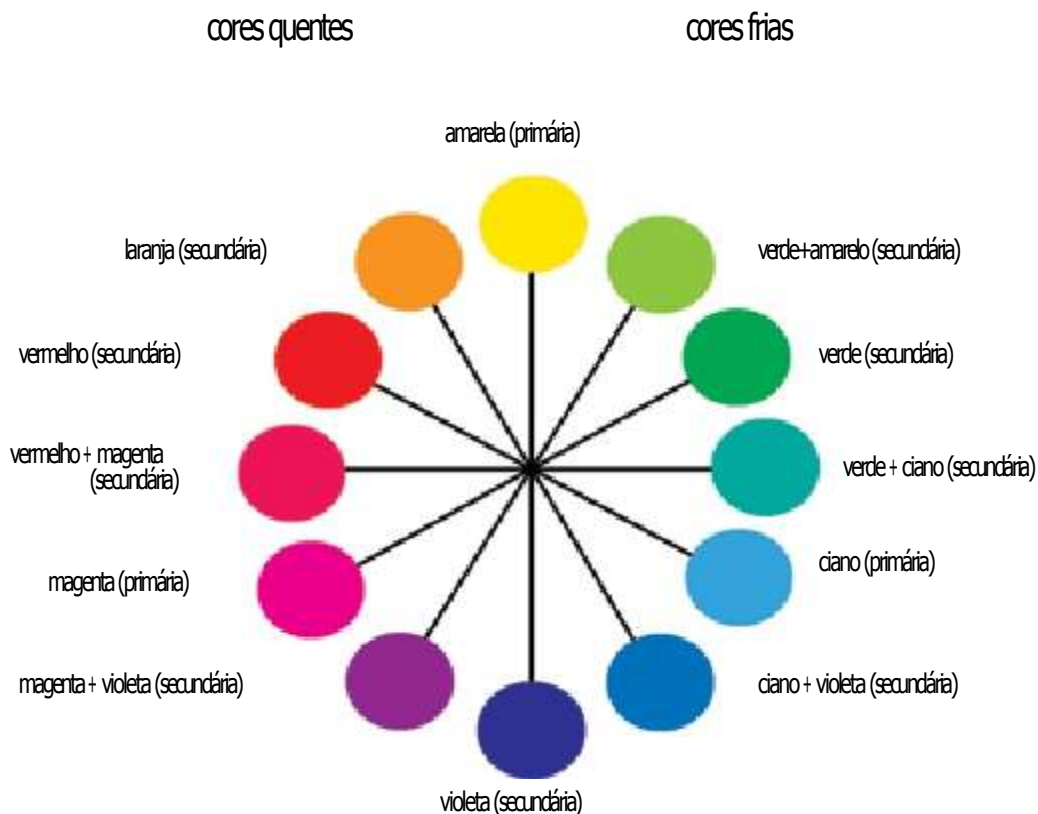 cores quentes
cores frias
amarela (primária)
laranja (secundária)
verde+amarelo (secundária)
vermelho (secundária)
verde (secundária)
vermelho + magenta
(secundária)
verde + ciano (secundária)
magenta (primária)
ciano (primária)
magenta + violeta (secundária)
ciano + violeta (secundária)
violeta (secundária)